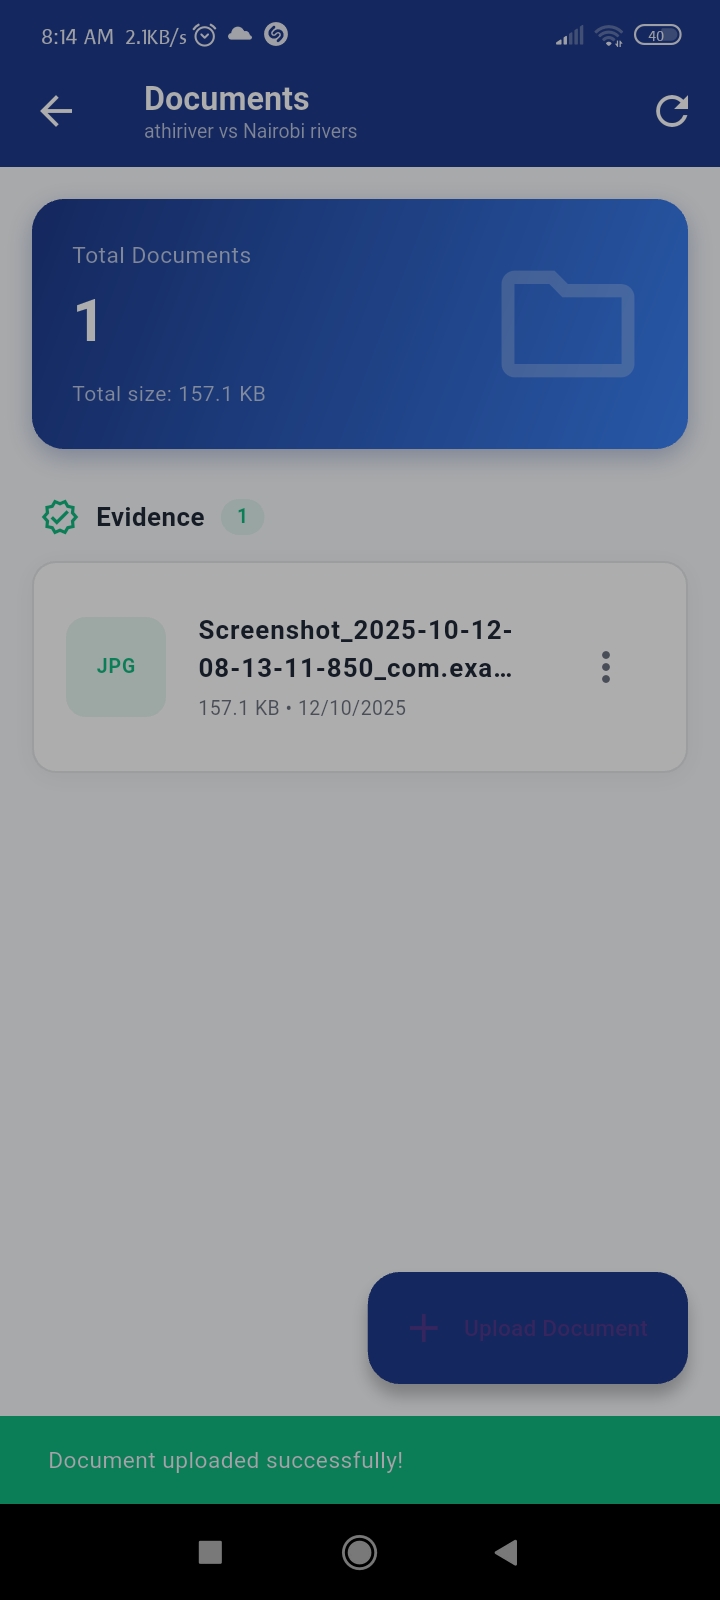 8:14 AM 2.1KB/s 40
Documents
athiriver vs Nairobi rivers
Total Documents
1
Total size: 157.1 KB
Evidence 1
JPG
Screenshot_2025-10-12-
08-13-11-850_com.exa…
157.1 KB • 12/10/2025
Upload Document
Document uploaded successfully!